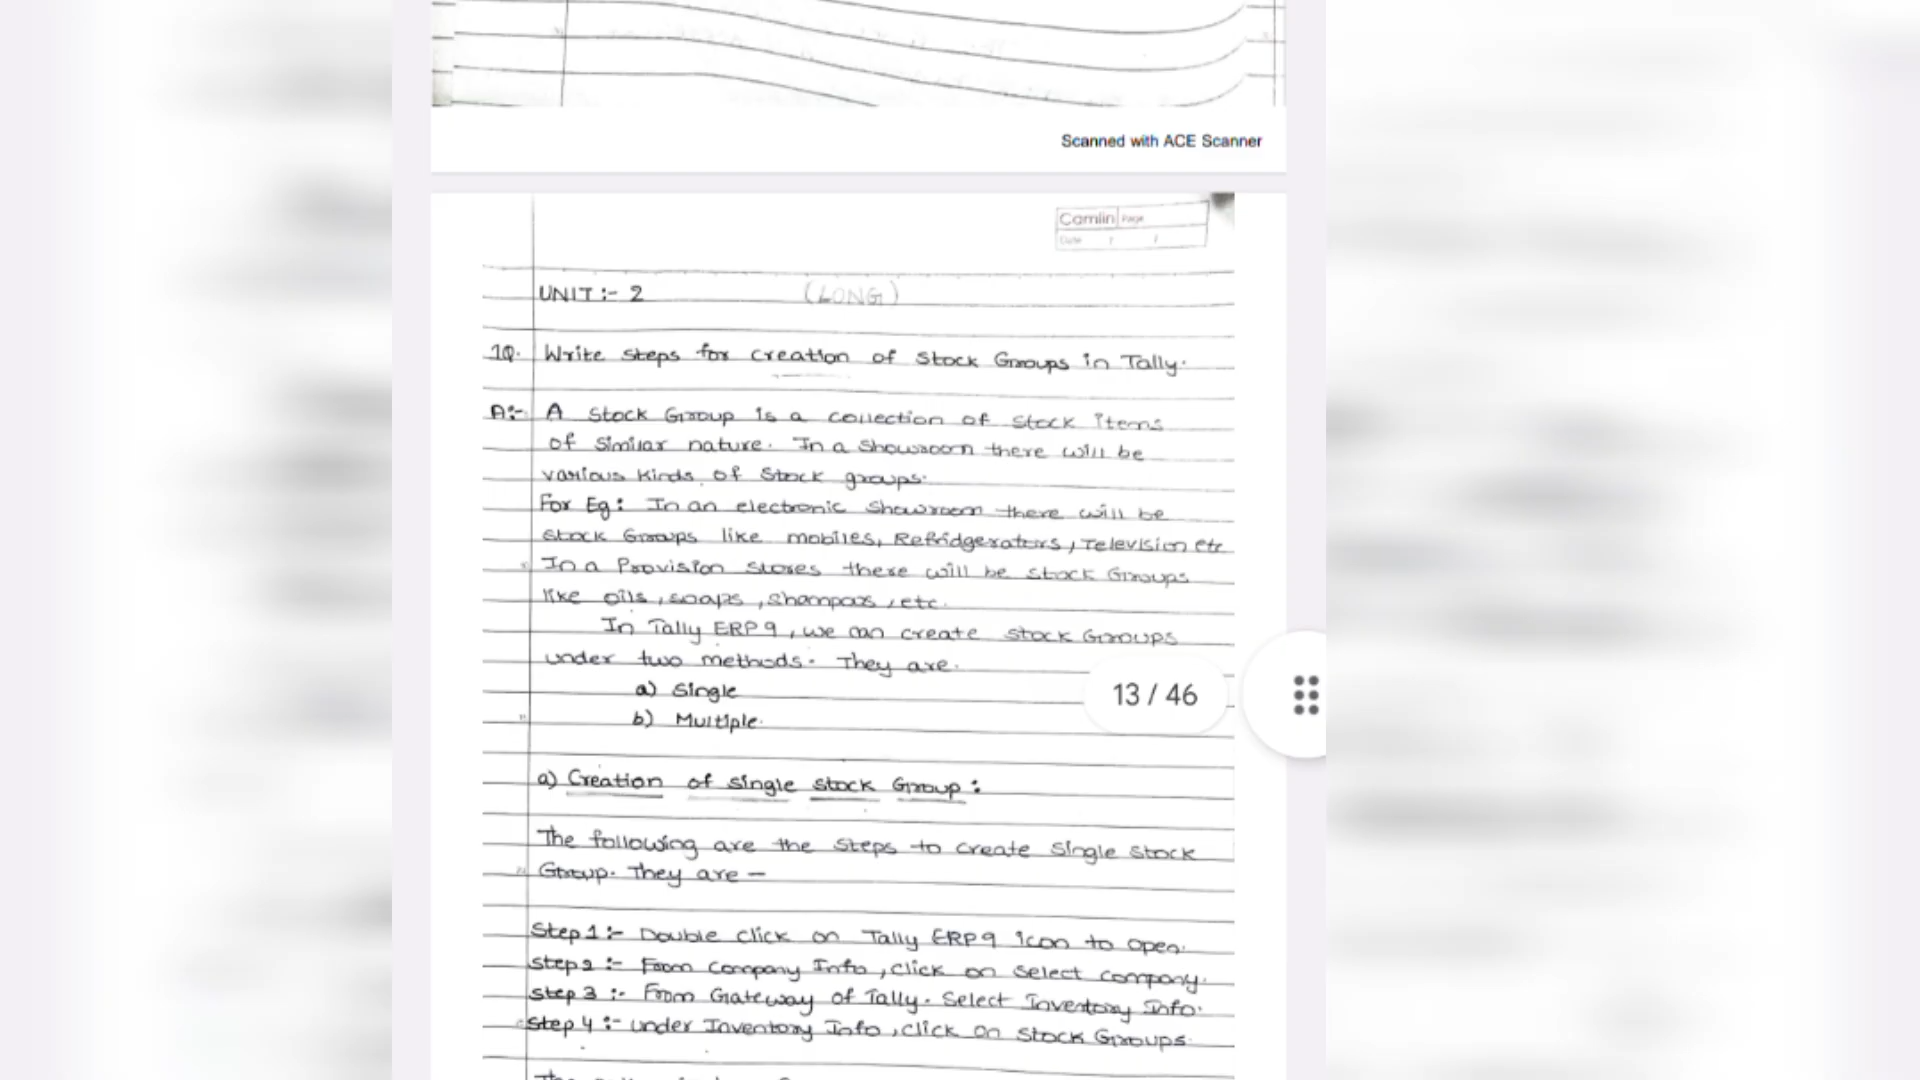 Scanned with ACE Scanner
Camlin Page
Date / /
UNIT :- 2 (LONG)
1Q. Write Steps for Creation of Stock Groups in Tally.
A:- A Stock Group is a collection of Stock Items
of Similar nature. In a Showroom there will be
various kinds of Stock groups.
For Eg: In an electronic Showroom there will be
Stock Groups like mobiles, Refridgerators, Television etc
In a Provision Stores there will be Stock Groups
like oils, soaps, Shampos, etc.
In Tally ERP 9, we can create Stock Groups
under two methods. They are.
a) Single
b) Multiple.
13 / 46
a) Creation of Single Stock Group :
The following are the Steps to Create Single Stock
Group. They are —
Step 1 :- Double click on Tally ERP 9 icon to open.
Step 2 :- From Company Info, click on Select company.
Step 3 :- From Gateway of Tally. Select Inventory Info.
Step 4 :- Under Inventory Info, click on Stock Groups.